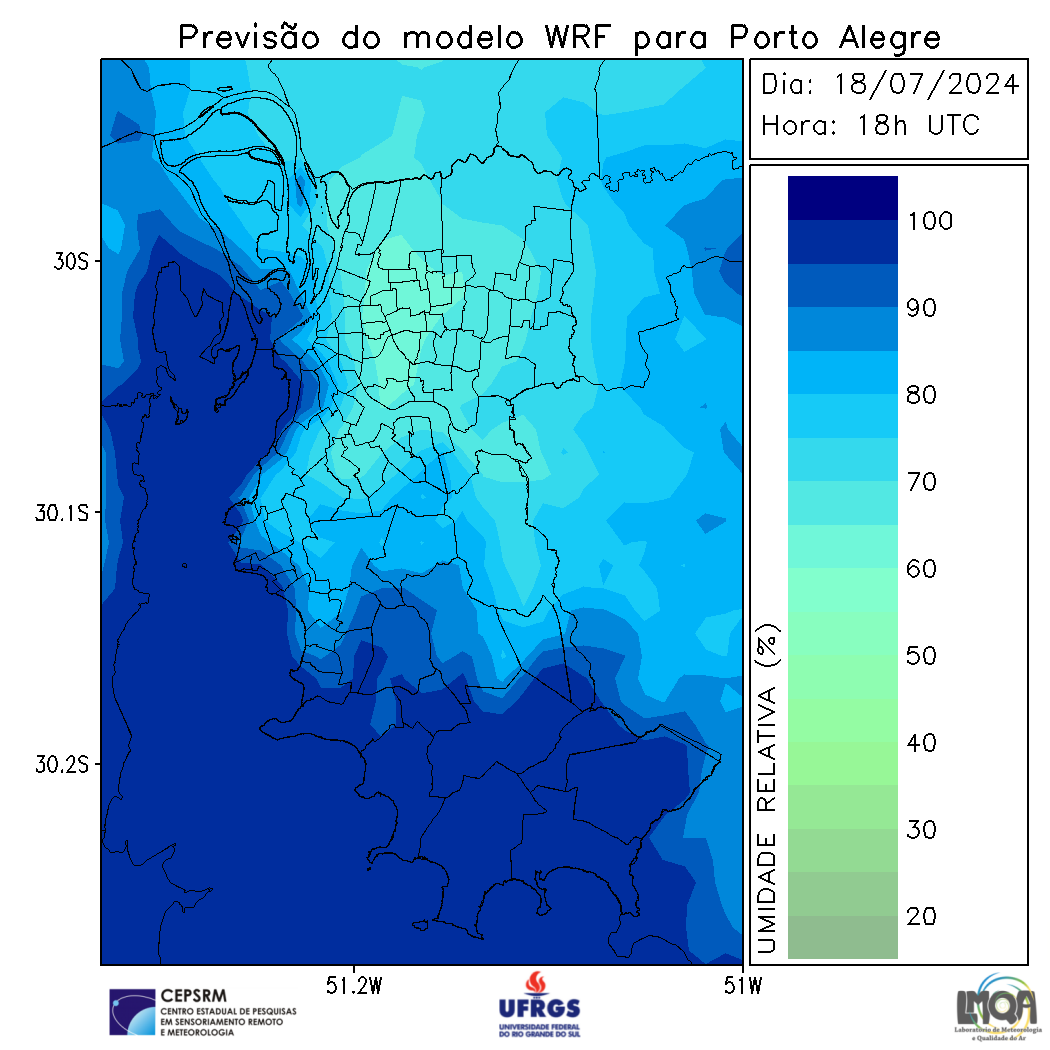 Previsão do modelo WRF para Porto Alegre
Dia: 18/07/2024
Hora: 18h UTC
100
90
80
70
60
50
40
30
20
UMIDADE RELATIVA (%)
30S
30.1S
30.2S
51.2W
51W
CEPSRM
CENTRO ESTADUAL DE PESQUISAS
EM SENSORIAMENTO REMOTO
E METEOROLOGIA
UFRGS
UNIVERSIDADE FEDERAL
DO RIO GRANDE DO SUL
LMQA
Laboratório de Meteorologia
e Qualidade do Ar